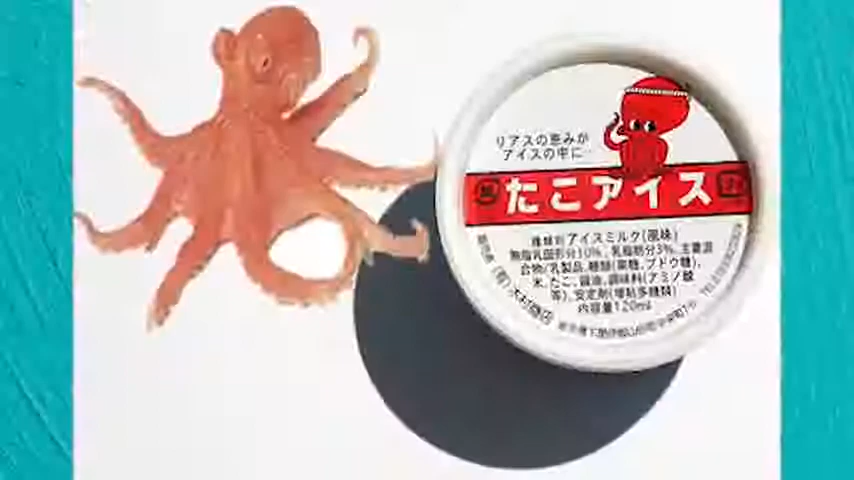 リアスの恵みが
アイスの中に…
たこアイス
種類別 アイスミルク(風味)
無脂乳固形分10%、乳脂肪分3%、主要混
合物/乳製品、糖類(果糖、ブドウ糖)、
米、たこ、醤油、調味料(アミノ酸
等)、安定剤(増粘多糖類)
内容量120ml